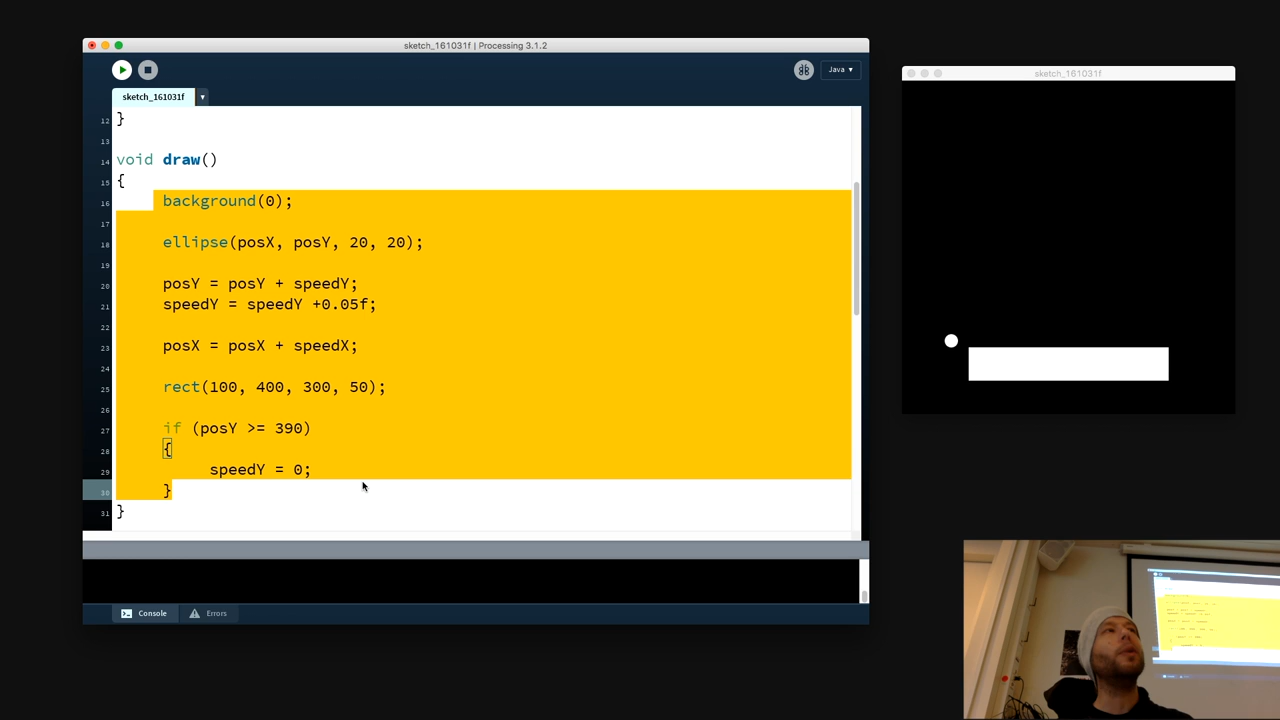 sketch_161031f | Processing 3.1.2
Java ▾
sketch_161031f
sketch_161031f
12 }
13
14 void draw()
15 {
16 background(0);
17
18 ellipse(posX, posY, 20, 20);
19
20 posY = posY + speedY;
21 speedY = speedY +0.05f;
22
23 posX = posX + speedX;
24
25 rect(100, 400, 300, 50);
26
27 if (posY >= 390)
28 {
29 speedY = 0;
30 }
31 }
Console Errors